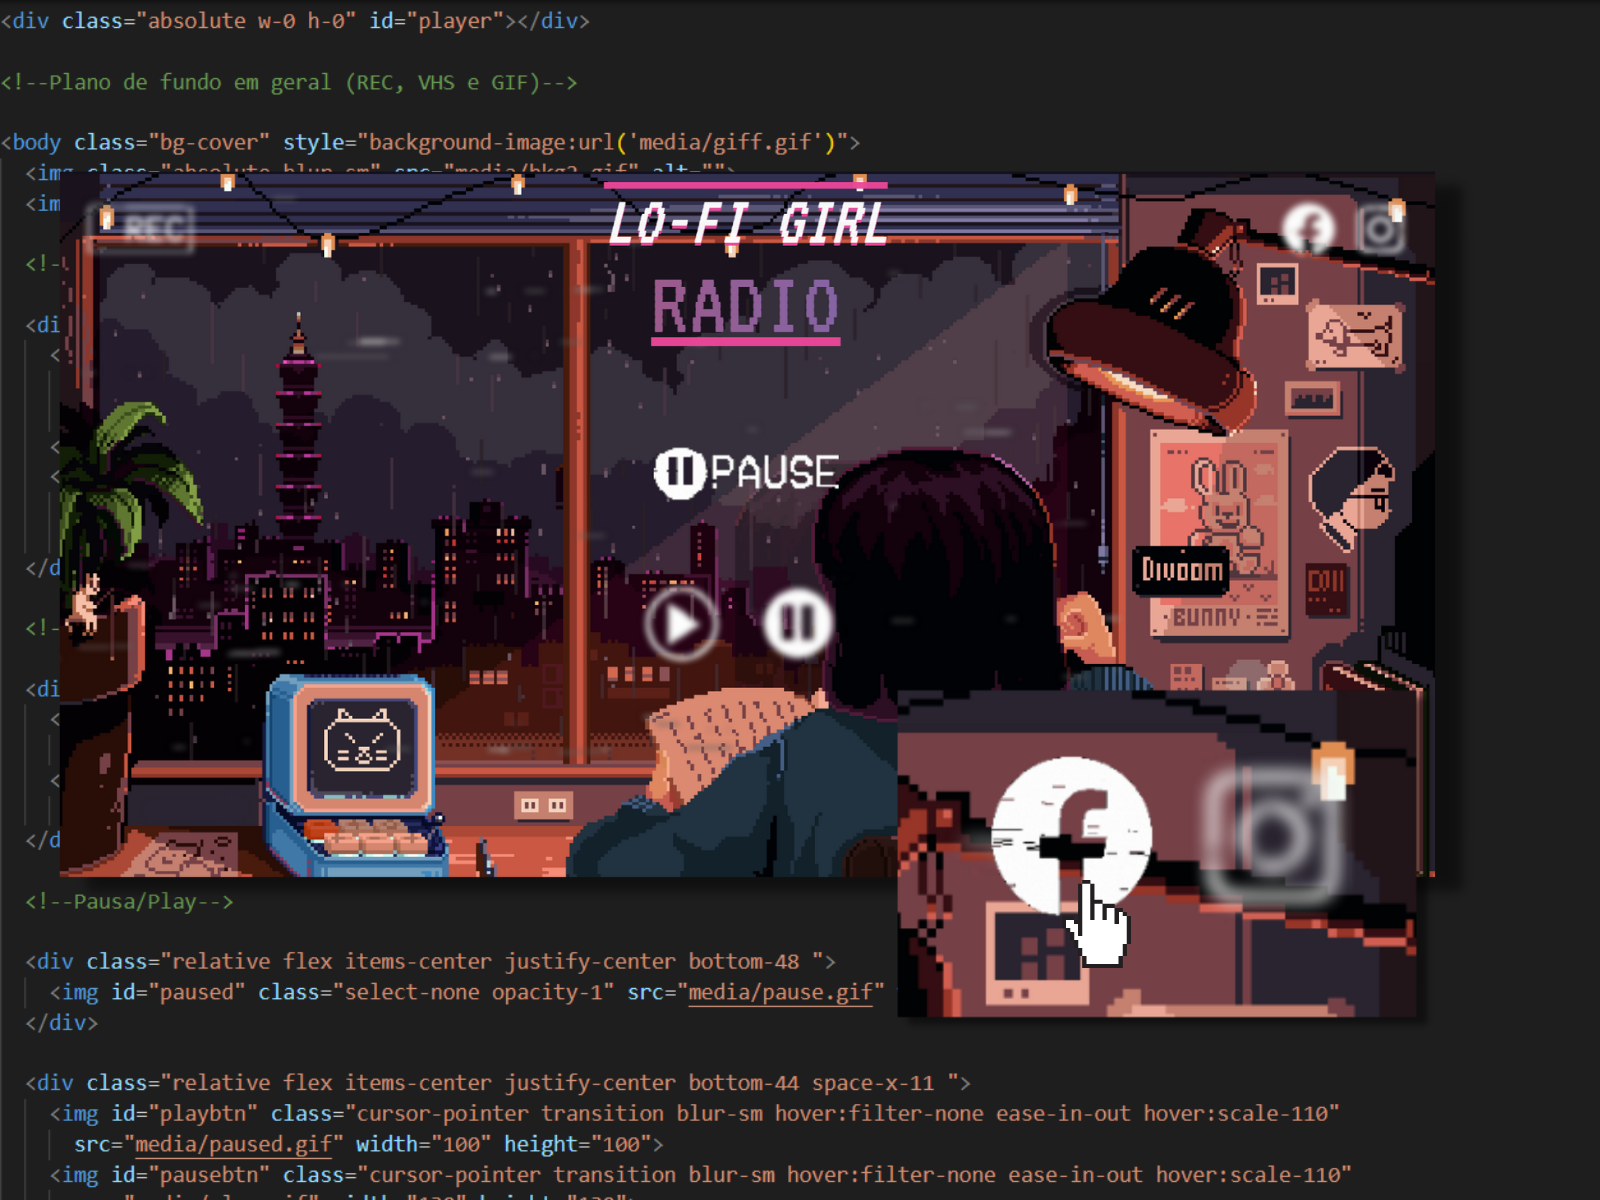 <div class="absolute w-0 h-0" id="player"></div>
<!--Plano de fundo em geral (REC, VHS e GIF)-->
<body class="bg-cover" style="background-image:url('media/giff.gif')">
<img class="absolute blur-sm" src="media/bkg2.gif" alt="">
<im
REC
LO-FI GIRL
RADIO
<!-
<di
<
PAUSE
<
<
Divoom
BUNNY
</d
<!-
<di
<
<
</d
<!--Pausa/Play-->
<div class="relative flex items-center justify-center bottom-48 ">
<img id="paused" class="select-none opacity-1" src="media/pause.gif"
</div>
<div class="relative flex items-center justify-center bottom-44 space-x-11 ">
<img id="playbtn" class="cursor-pointer transition blur-sm hover:filter-none ease-in-out hover:scale-110"
src="media/paused.gif" width="100" height="100">
<img id="pausebtn" class="cursor-pointer transition blur-sm hover:filter-none ease-in-out hover:scale-110"